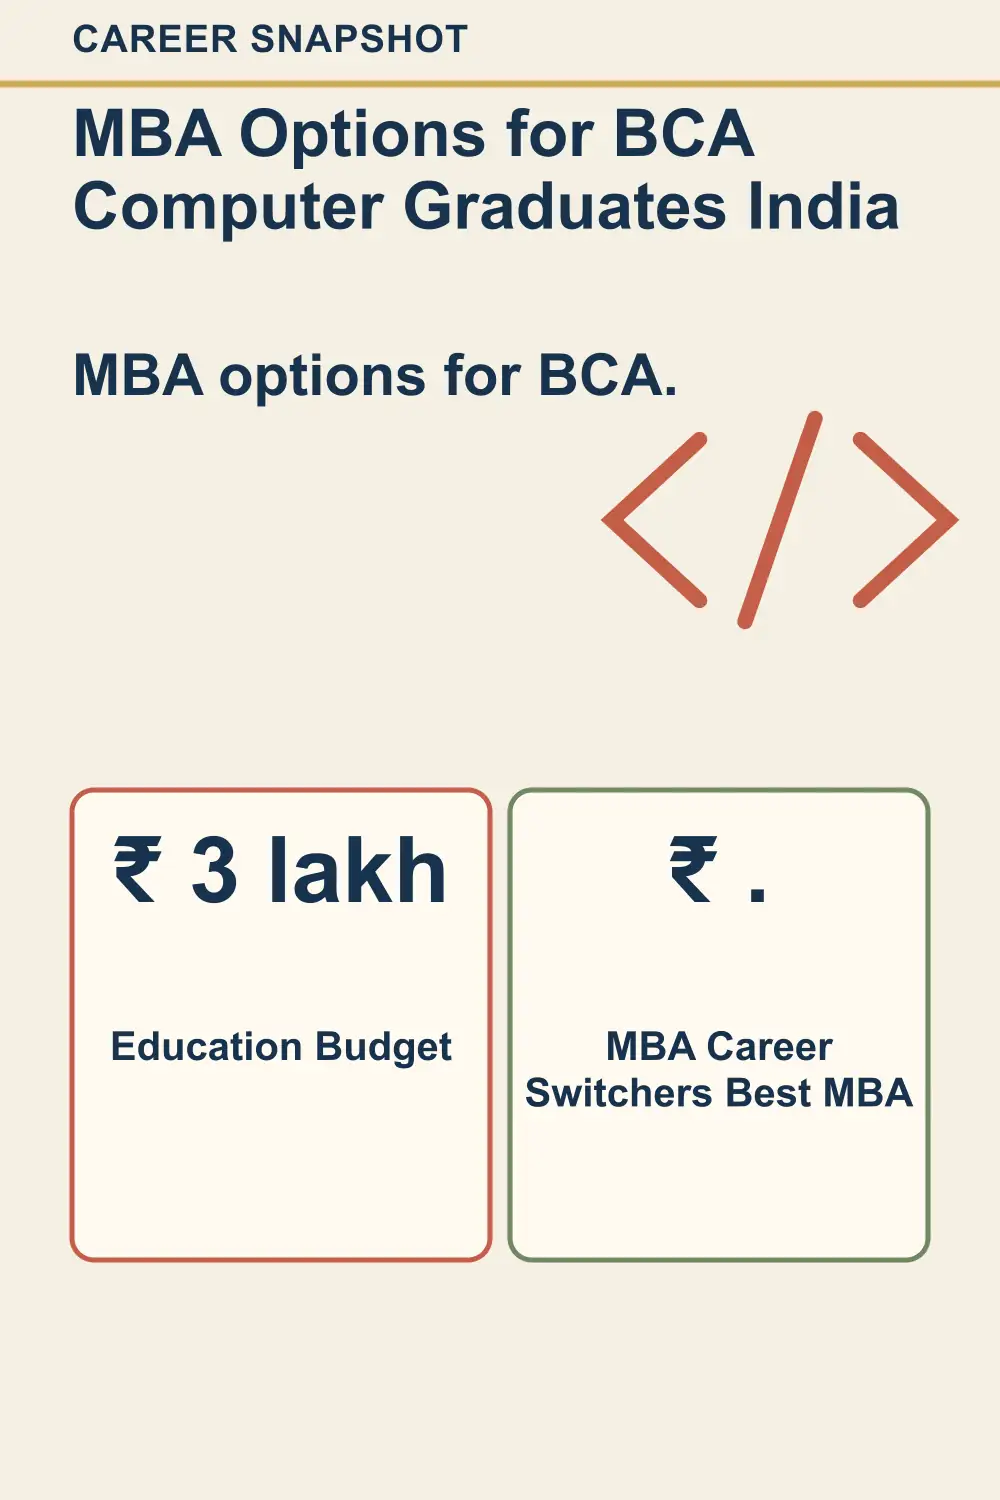 CAREER SNAPSHOT
MBA Options for BCA
Computer Graduates India
MBA options for BCA.
</>
₹ 3 lakh
Education Budget
₹ .
MBA Career
Switchers Best MBA